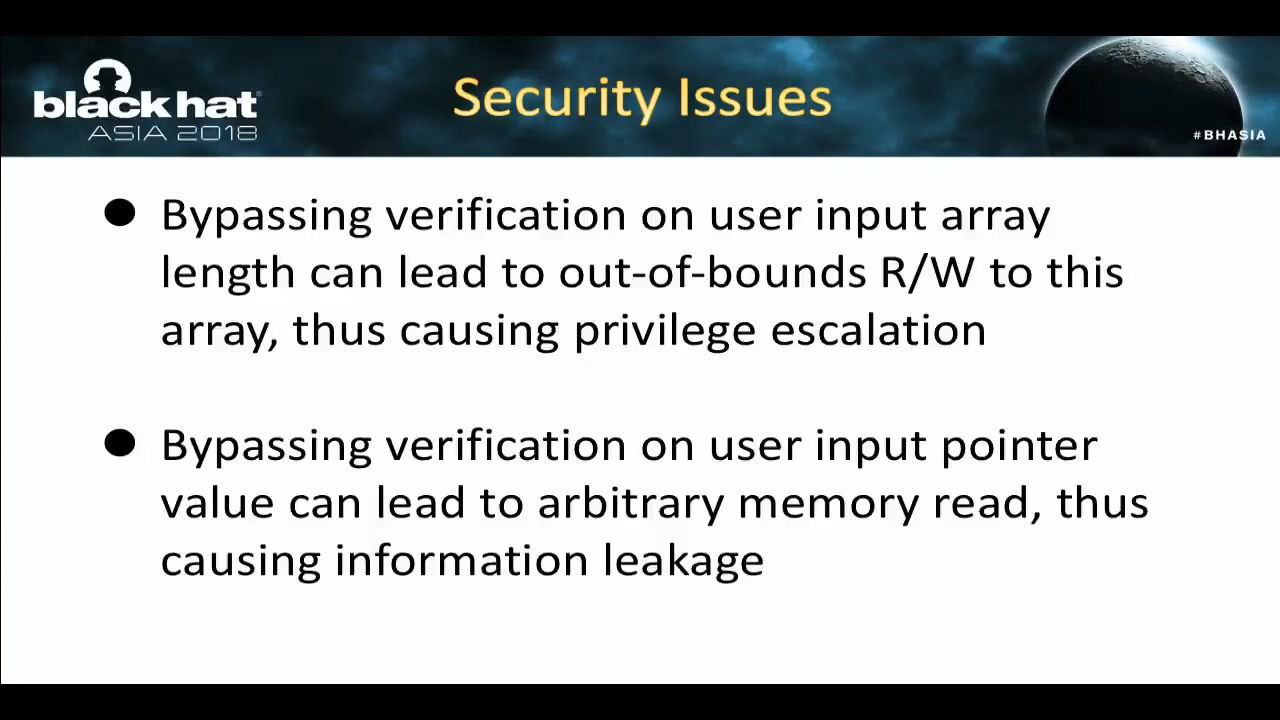 black hat®
ASIA 2018
Security Issues
#BHASIA
● Bypassing verification on user input array
length can lead to out-of-bounds R/W to this
array, thus causing privilege escalation
● Bypassing verification on user input pointer
value can lead to arbitrary memory read, thus
causing information leakage